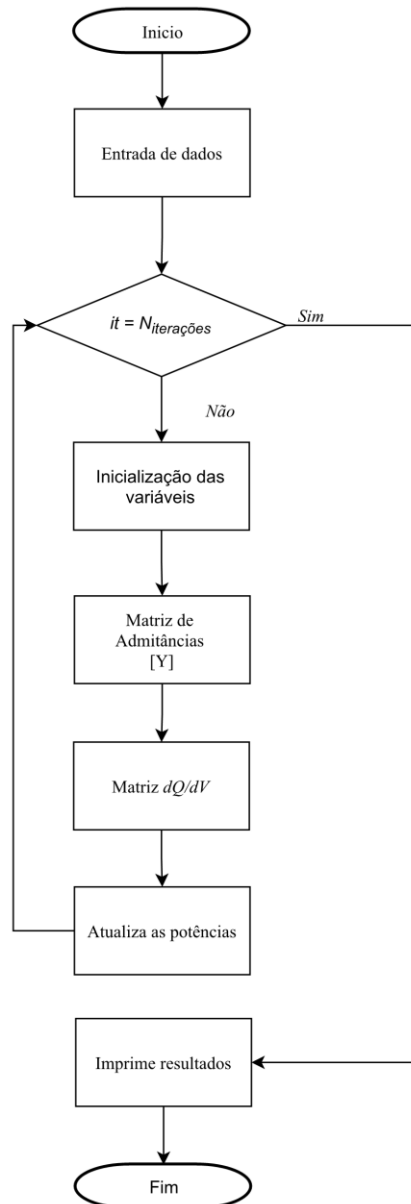 Inicio
Entrada de dados
it = Niterações
Sim
Não
Inicialização das
variáveis
Matriz de
Admitâncias
[Y]
Matriz dQ/dV
Atualiza as potências
Imprime resultados
Fim